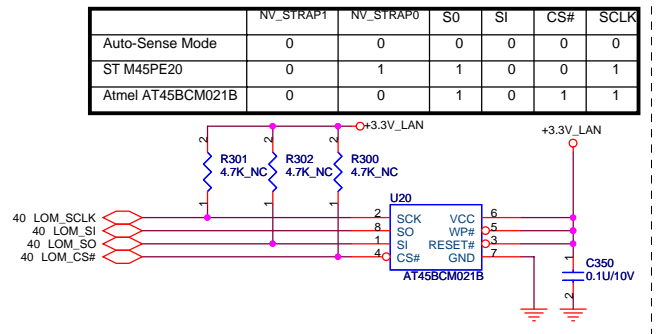 NV_STRAP1 NV_STRAP0 S0 SI CS# SCLK
Auto-Sense Mode 0 0 0 0 0 0
ST M45PE20 0 1 1 0 0 1
Atmel AT45BCM021B 0 0 1 0 1 1
+3.3V_LAN
+3.3V_LAN
2 2 2
R301 R302 R300
4.7K_NC 4.7K_NC 4.7K_NC
1 1 1
U20
40 LOM_SCLK 2 SCK VCC 6
40 LOM_SI 8 SO WP# 5
40 LOM_SO 1 SI RESET# 3
40 LOM_CS# 4 CS# GND 7
AT45BCM021B
1 C350
0.1U/10V
2